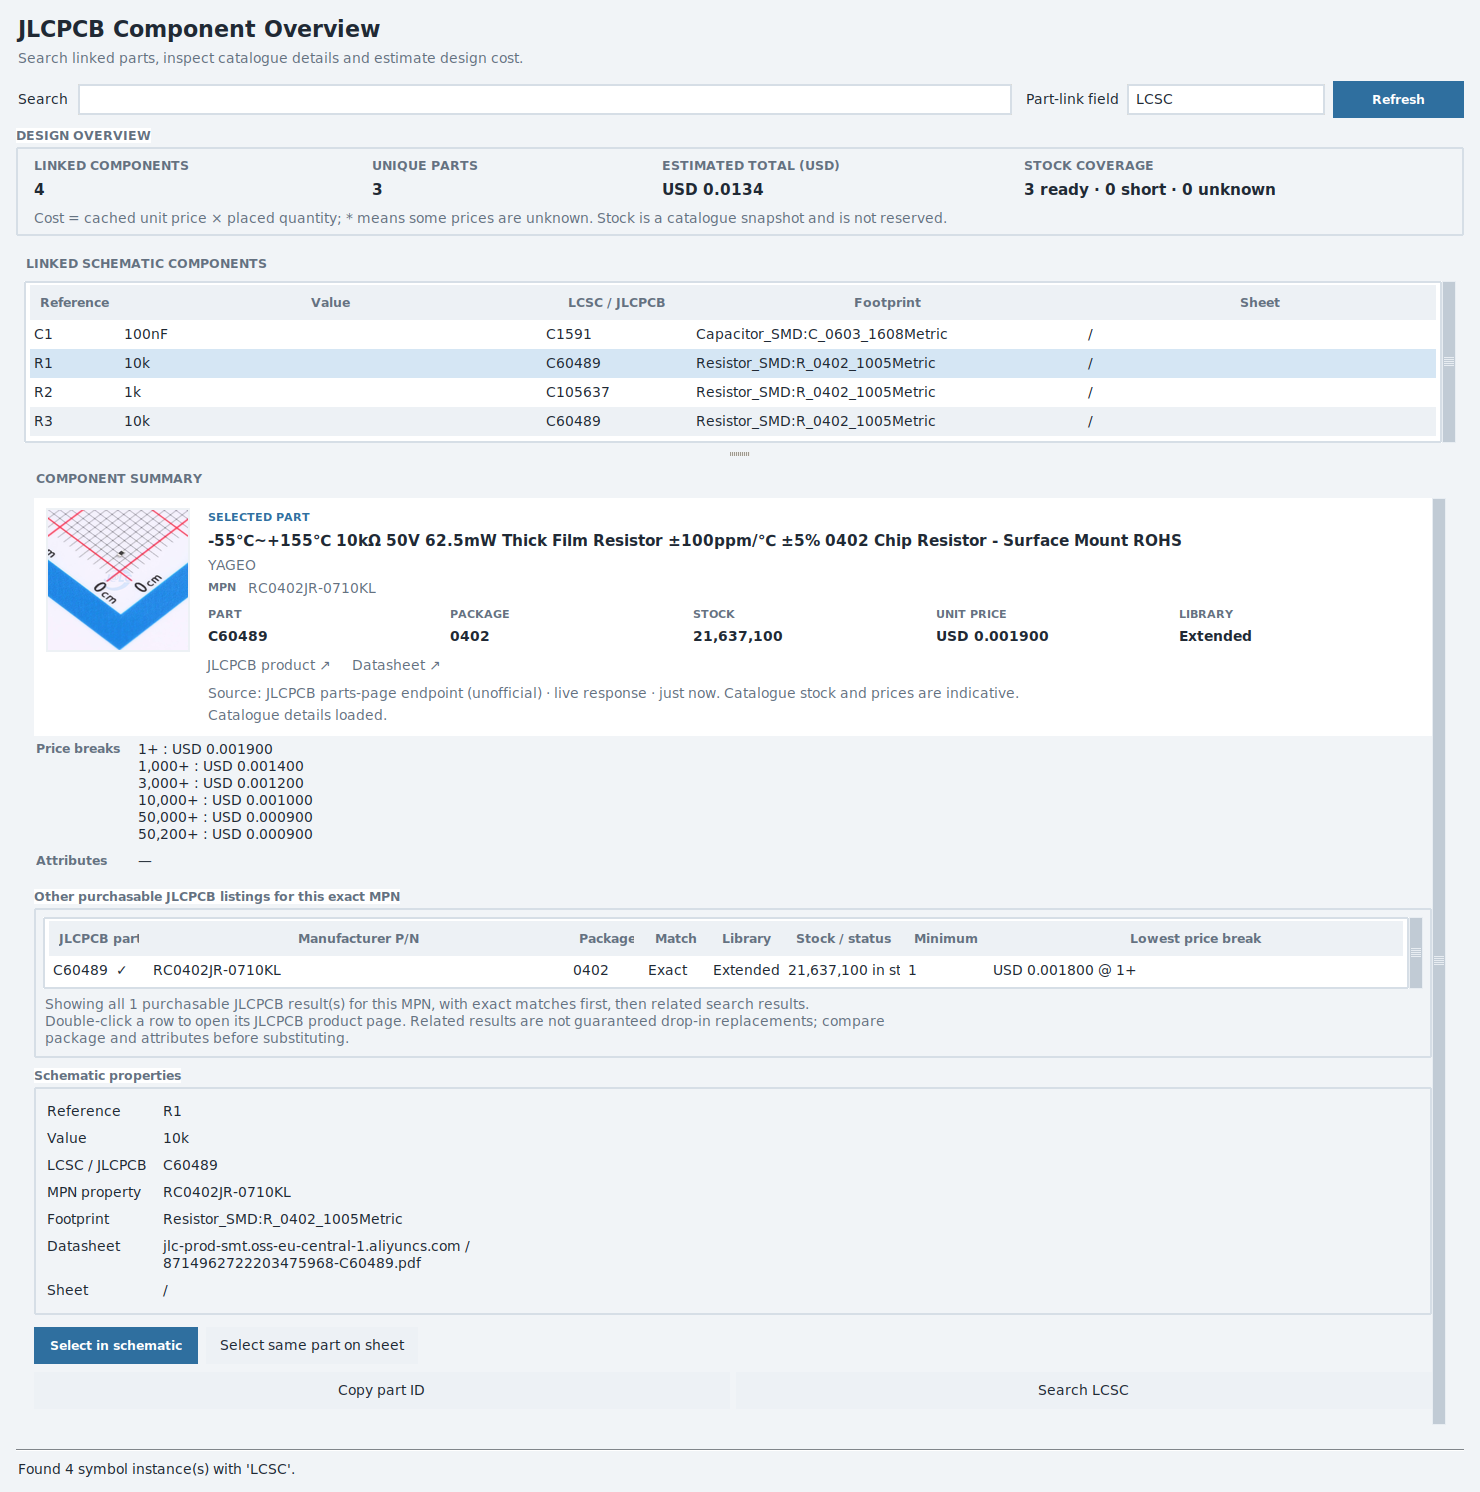 JLCPCB Component Overview
Search linked parts, inspect catalogue details and estimate design cost.
Search Part-link field LCSC Refresh
DESIGN OVERVIEW
LINKED COMPONENTS UNIQUE PARTS ESTIMATED TOTAL (USD) STOCK COVERAGE
4 3 USD 0.0134 3 ready · 0 short · 0 unknown
Cost = cached unit price × placed quantity; * means some prices are unknown. Stock is a catalogue snapshot and is not reserved.
LINKED SCHEMATIC COMPONENTS
Reference Value LCSC / JLCPCB Footprint Sheet
C1 100nF C1591 Capacitor_SMD:C_0603_1608Metric /
R1 10k C60489 Resistor_SMD:R_0402_1005Metric /
R2 1k C105637 Resistor_SMD:R_0402_1005Metric /
R3 10k C60489 Resistor_SMD:R_0402_1005Metric /
COMPONENT SUMMARY
m 0cm 0cm
SELECTED PART
-55℃~+155℃ 10kΩ 50V 62.5mW Thick Film Resistor ±100ppm/℃ ±5% 0402 Chip Resistor - Surface Mount ROHS
YAGEO
MPN RC0402JR-0710KL
PART PACKAGE STOCK UNIT PRICE LIBRARY
C60489 0402 21,637,100 USD 0.001900 Extended
JLCPCB product ↗ Datasheet ↗
Source: JLCPCB parts-page endpoint (unofficial) · live response · just now. Catalogue stock and prices are indicative.
Catalogue details loaded.
Price breaks 1+ : USD 0.001900
1,000+ : USD 0.001400
3,000+ : USD 0.001200
10,000+ : USD 0.001000
50,000+ : USD 0.000900
50,200+ : USD 0.000900
Attributes —
Other purchasable JLCPCB listings for this exact MPN
JLCPCB part Manufacturer P/N Package Match Library Stock / status Minimum Lowest price break
C60489 ✓ RC0402JR-0710KL 0402 Exact Extended 21,637,100 in st 1 USD 0.001800 @ 1+
Showing all 1 purchasable JLCPCB result(s) for this MPN, with exact matches first, then related search results.
Double-click a row to open its JLCPCB product page. Related results are not guaranteed drop-in replacements; compare
package and attributes before substituting.
Schematic properties
Reference R1
Value 10k
LCSC / JLCPCB C60489
MPN property RC0402JR-0710KL
Footprint Resistor_SMD:R_0402_1005Metric
Datasheet jlc-prod-smt.oss-eu-central-1.aliyuncs.com /
8714962722203475968-C60489.pdf
Sheet /
Select in schematic Select same part on sheet
Copy part ID Search LCSC
Found 4 symbol instance(s) with 'LCSC'.